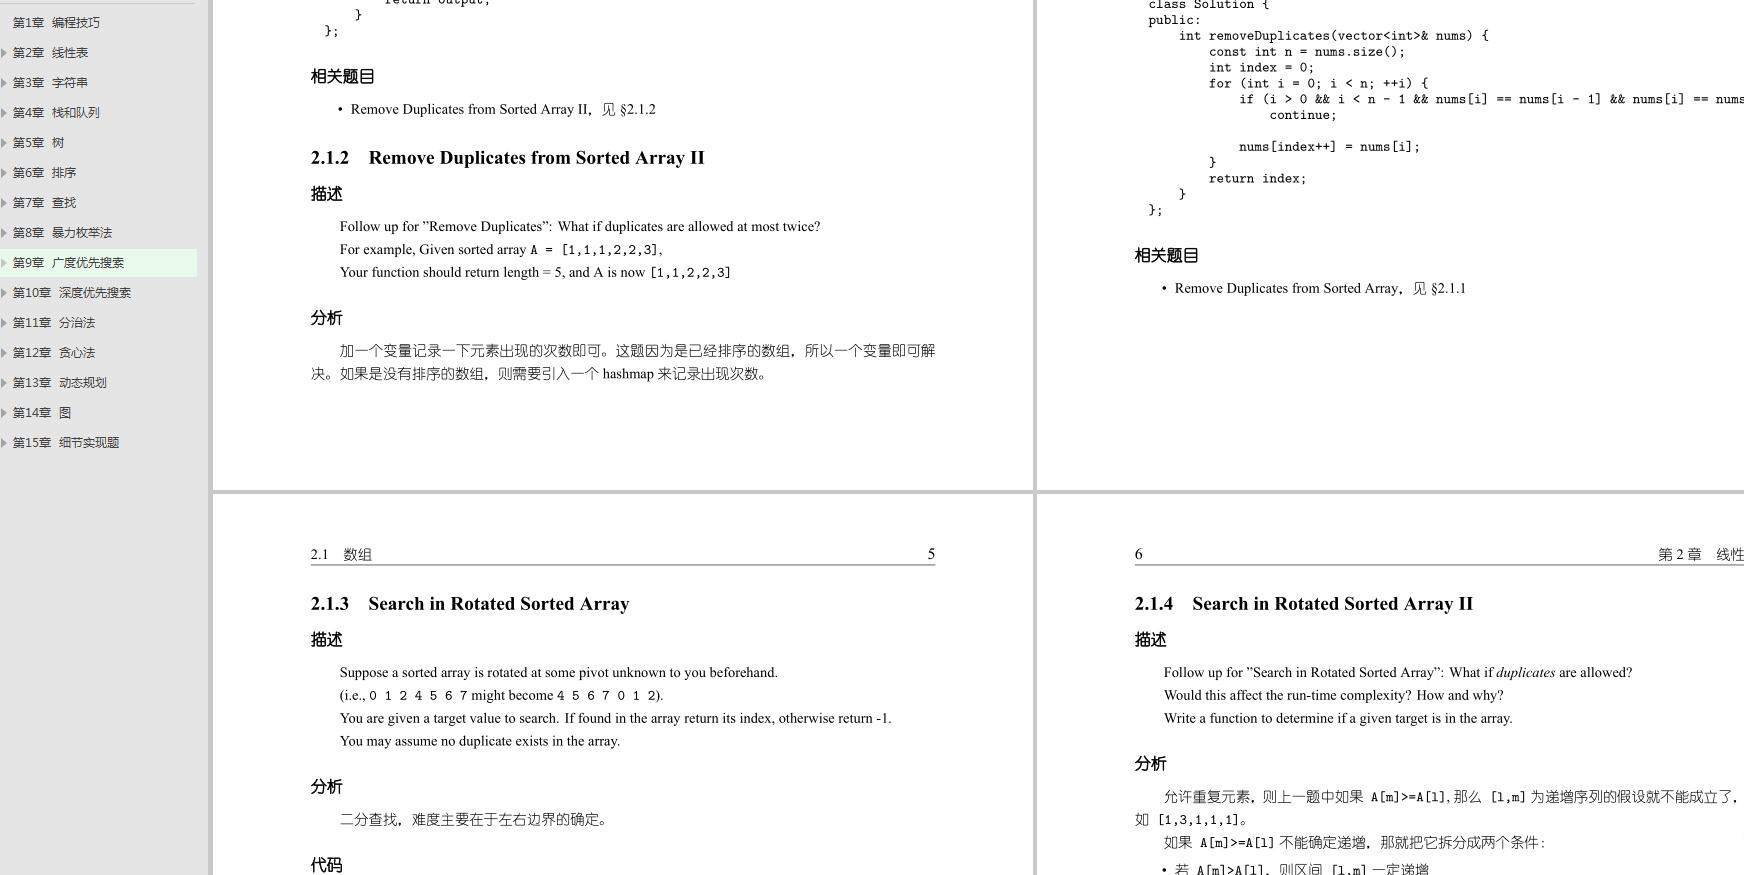 第1章 编程技巧
第2章 线性表
第3章 字符串
第4章 栈和队列
第5章 树
第6章 排序
第7章 查找
第8章 暴力枚举法
第9章 广度优先搜索
第10章 深度优先搜索
第11章 分治法
第12章 贪心法
第13章 动态规划
第14章 图
第15章 细节实现题
return output;
}
};
相关题目
• Remove Duplicates from Sorted Array II，见 §2.1.2
2.1.2 Remove Duplicates from Sorted Array II
描述
Follow up for ”Remove Duplicates”: What if duplicates are allowed at most twice?
For example, Given sorted array A = [1,1,1,2,2,3],
Your function should return length = 5, and A is now [1,1,2,2,3]
分析
加一个变量记录一下元素出现的次数即可。这题因为是已经排序的数组，所以一个变量即可解
决。如果是没有排序的数组，则需要引入一个 hashmap 来记录出现次数。
class Solution {
public:
int removeDuplicates(vector<int>& nums) {
const int n = nums.size();
int index = 0;
for (int i = 0; i < n; ++i) {
if (i > 0 && i < n - 1 && nums[i] == nums[i - 1] && nums[i] == nums
continue;
nums[index++] = nums[i];
}
return index;
}
};
相关题目
• Remove Duplicates from Sorted Array，见 §2.1.1
2.1 数组 5
2.1.3 Search in Rotated Sorted Array
描述
Suppose a sorted array is rotated at some pivot unknown to you beforehand.
(i.e., 0 1 2 4 5 6 7 might become 4 5 6 7 0 1 2).
You are given a target value to search. If found in the array return its index, otherwise return -1.
You may assume no duplicate exists in the array.
分析
二分查找，难度主要在于左右边界的确定。
代码
6 第 2 章 线性
2.1.4 Search in Rotated Sorted Array II
描述
Follow up for ”Search in Rotated Sorted Array”: What if duplicates are allowed?
Would this affect the run-time complexity? How and why?
Write a function to determine if a given target is in the array.
分析
允许重复元素，则上一题中如果 A[m]>=A[l], 那么 [l,m] 为递增序列的假设就不能成立了，
如 [1,3,1,1,1]。
如果 A[m]>=A[l] 不能确定递增，那就把它拆分成两个条件：
• 若 A[m]>A[l]，则区间 [l,m] 一定递增